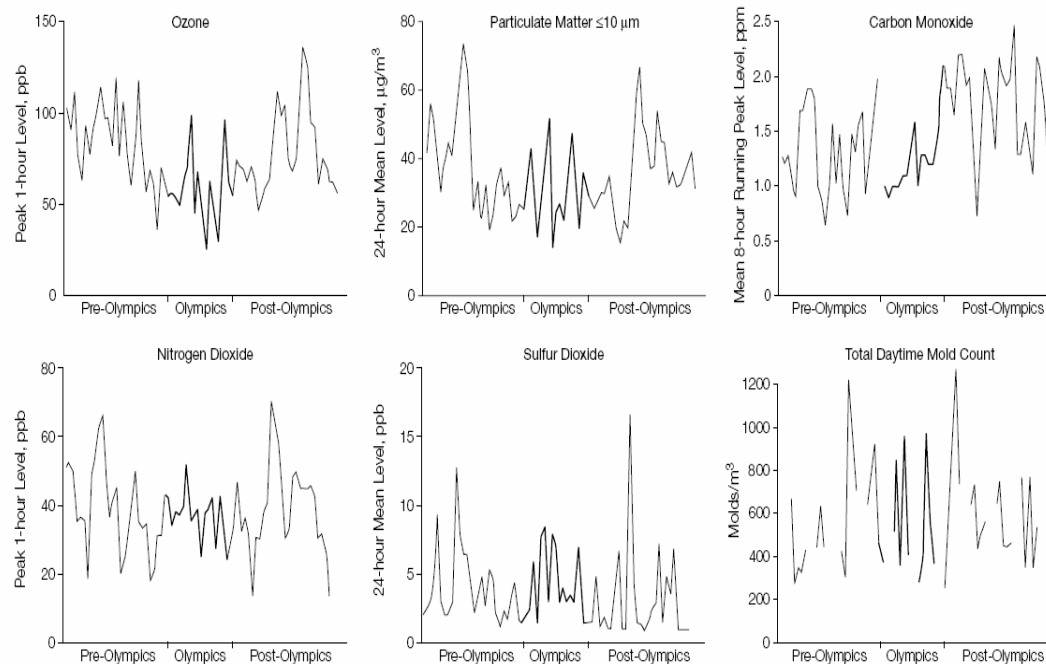 Ozone
Peak 1-hour Level, ppb
150
100
50
0
Pre-Olympics Olympics Post-Olympics
Particulate Matter ≤10 μm
24-hour Mean Level, μg/m³
80
60
40
20
0
Pre-Olympics Olympics Post-Olympics
Carbon Monoxide
Mean 8-hour Running Peak Level, ppm
2.5
2.0
1.5
1.0
0.5
0
Pre-Olympics Olympics Post-Olympics
Nitrogen Dioxide
Peak 1-hour Level, ppb
80
60
40
20
0
Pre-Olympics Olympics Post-Olympics
Sulfur Dioxide
24-hour Mean Level, ppb
20
15
10
5
0
Pre-Olympics Olympics Post-Olympics
Total Daytime Mold Count
Molds/m³
1200
1000
800
600
400
200
0
Pre-Olympics Olympics Post-Olympics